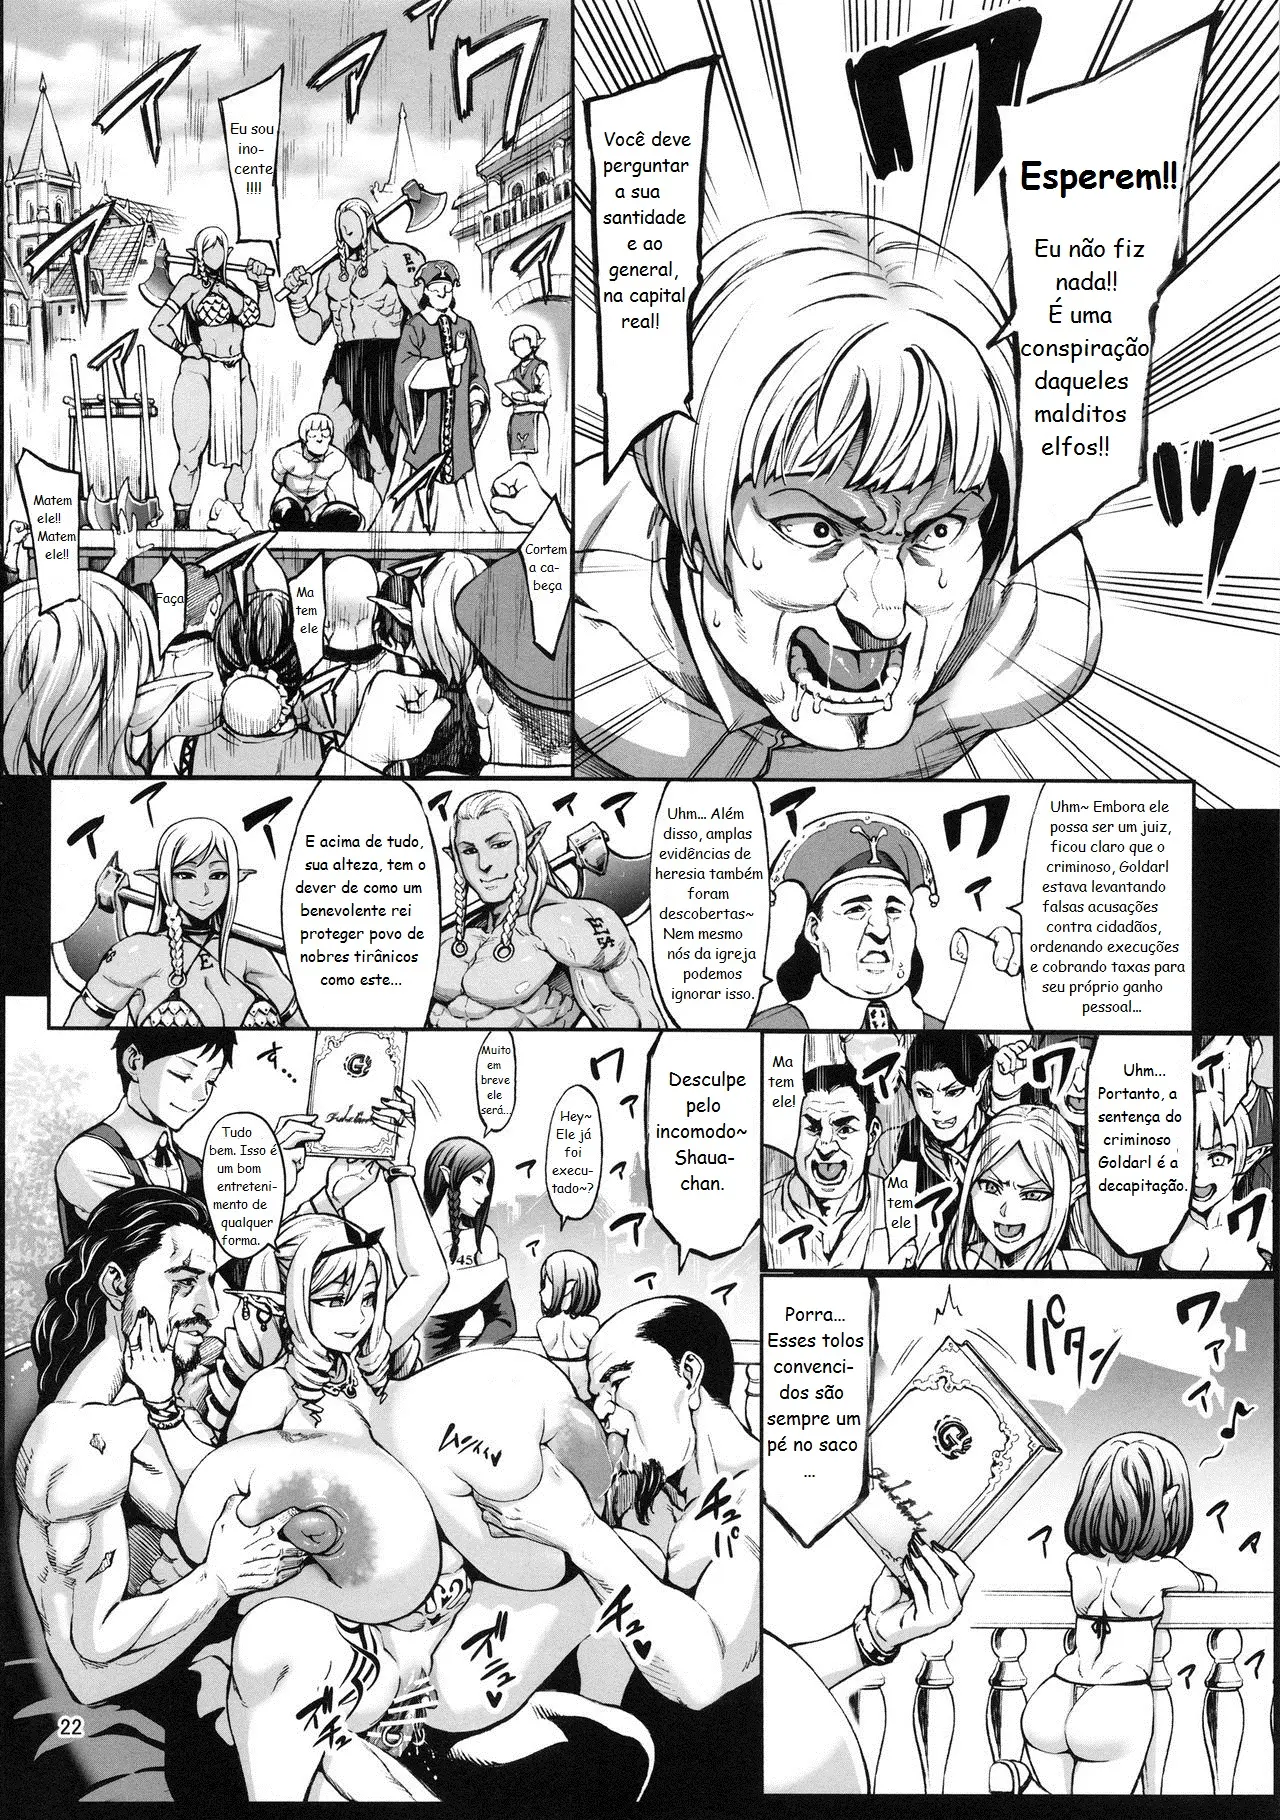 Esperem!!
Eu não fiz
nada!!
É uma
conspiração
daqueles
malditos
elfos!!
Você deve
perguntar
a sua
santidade
e ao
general,
na capital
real!
Eu sou
ino-
cente
!!!!
Cortem
a ca-
beça
Ma
tem
ele
Faça
Matem
ele!!
Matem
ele!!
Uhm~ Embora ele
possa ser um juiz,
ficou claro que o
criminoso, Goldarl
estava levantando
falsas acusações
contra cidadãos,
ordenando execuções
e cobrando taxas para
seu próprio ganho
pessoal...
Uhm... Além
disso, amplas
evidências de
heresia também
foram
descobertas~
Nem mesmo
nós da igreja
podemos
ignorar isso.
E acima de tudo,
sua alteza, tem o
dever de como um
benevolente rei
proteger povo de
nobres tirânicos
como este...
Uhm...
Portanto, a
sentença do
criminoso
Goldarl é a
decapitação.
Ma
tem
ele!
Ma
tem
ele
Porra...
Esses tolos
convenci-
dos são
sempre um
pé no saco
...
パタン
Desculpe
pelo
incomodo~
Shaua-
chan.
Hey~
Ele já
foi
execu-
tado~?
Muito
em
breve
ele
será...
Tudo
bem. Isso é
um bom
entreteni-
mento de
qualquer
forma.
す...
G
G
E
45
22